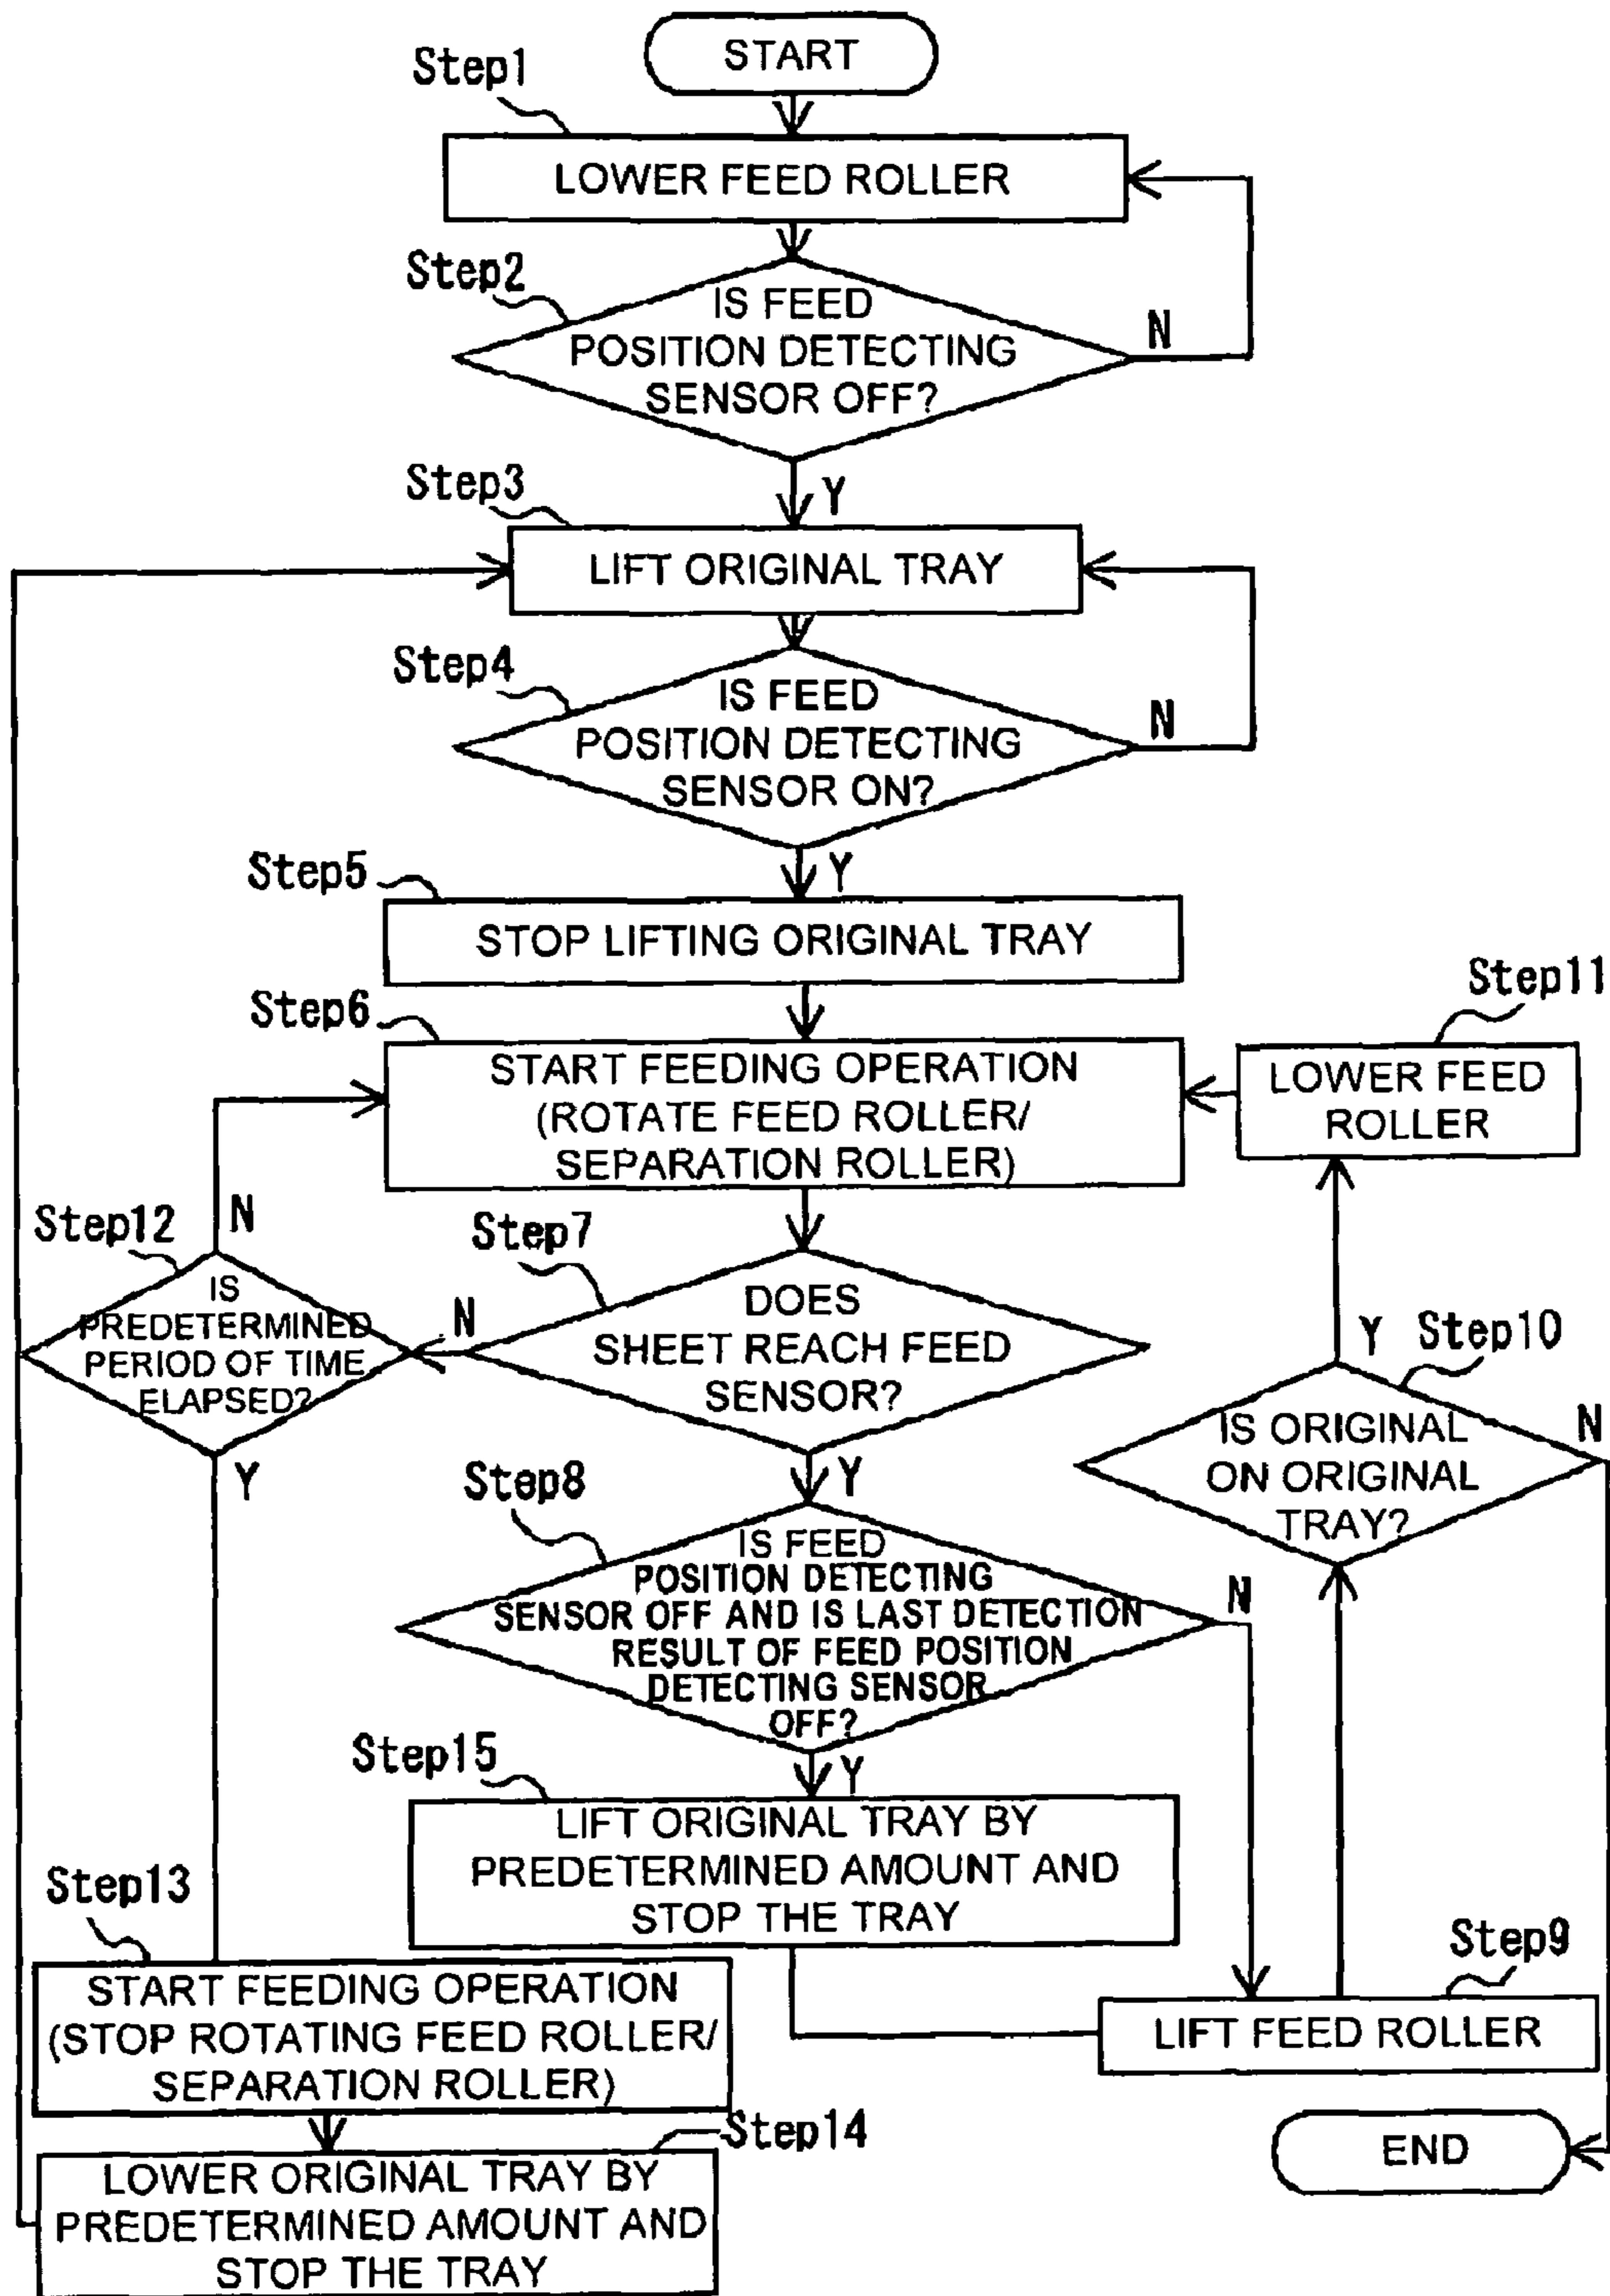 START
Step1
LOWER FEED ROLLER
Step2
IS FEED
POSITION DETECTING
SENSOR OFF?
N
Y
Step3
LIFT ORIGINAL TRAY
Step4
IS FEED
POSITION DETECTING
SENSOR ON?
N
Y
Step5
STOP LIFTING ORIGINAL TRAY
Step6
START FEEDING OPERATION
(ROTATE FEED ROLLER/
SEPARATION ROLLER)
Step11
LOWER FEED
ROLLER
Step12
N
IS
PREDETERMINED
PERIOD OF TIME
ELAPSED?
Y
Step7
N
DOES
SHEET REACH FEED
SENSOR?
Y
Step10
Y
IS ORIGINAL
ON ORIGINAL
TRAY?
N
Step8
IS FEED
POSITION DETECTING
SENSOR OFF AND IS LAST DETECTION
RESULT OF FEED POSITION
DETECTING SENSOR
OFF?
N
Y
Step15
LIFT ORIGINAL TRAY BY
PREDETERMINED AMOUNT AND
STOP THE TRAY
Step13
START FEEDING OPERATION
(STOP ROTATING FEED ROLLER/
SEPARATION ROLLER)
Step9
LIFT FEED ROLLER
Step14
LOWER ORIGINAL TRAY BY
PREDETERMINED AMOUNT AND
STOP THE TRAY
END